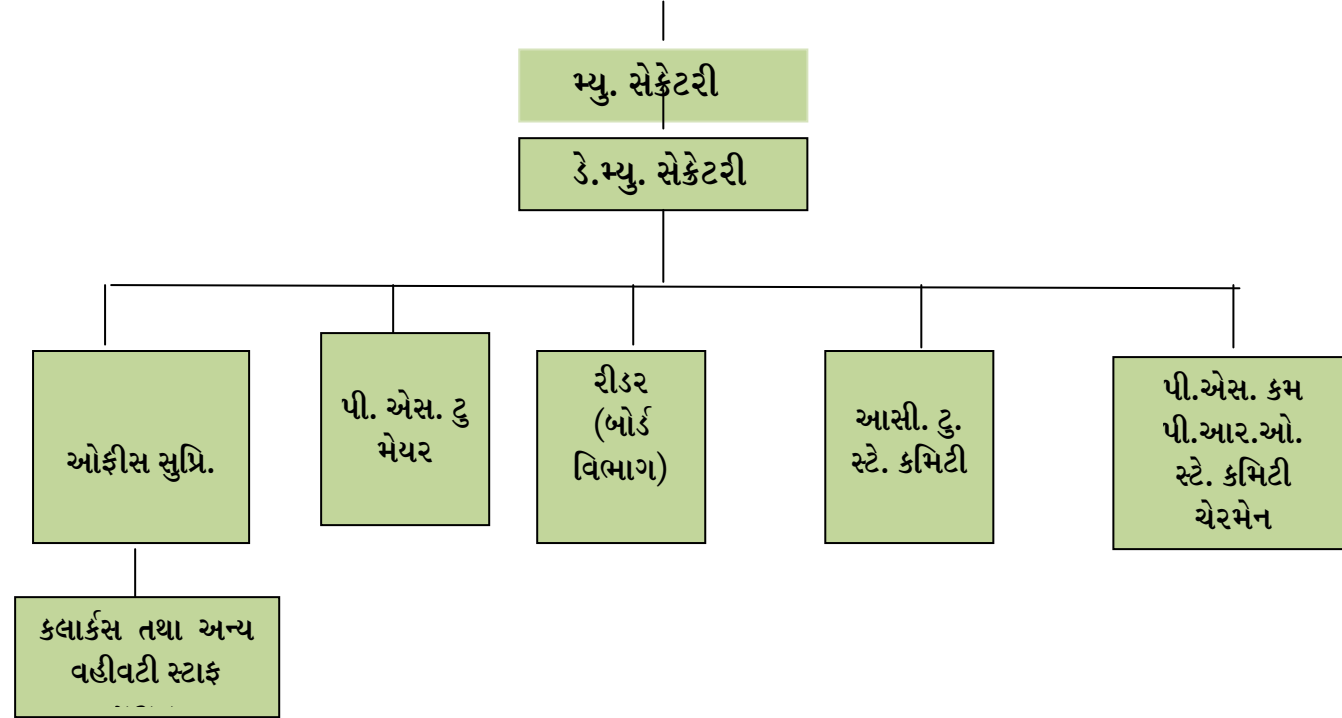 મ્યુ. સેક્રેટરી
ડે.મ્યુ. સેક્રેટરી
ઓફીસ સુપ્રિ.
પી. એસ. ટુ
મેયર
રીડર
(બોર્ડ
વિભાગ)
આસી. ટુ.
સ્ટે. કમિટી
પી.એસ. કમ
પી.આર.ઓ.
સ્ટે. કમિટી
ચેરમેન
કલાર્કસ તથા અન્ય
વહીવટી સ્ટાફ